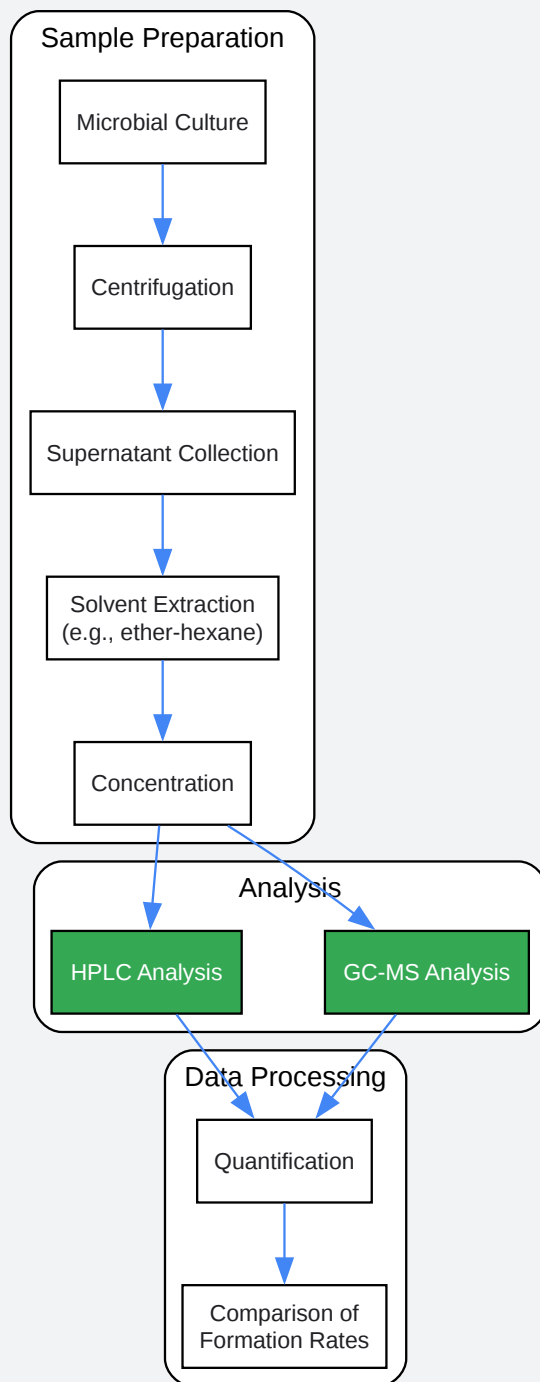 Sample Preparation
Microbial Culture
Centrifugation
Supernatant Collection
Solvent Extraction
(e.g., ether-hexane)
Concentration
Analysis
HPLC Analysis
GC-MS Analysis
Data Processing
Quantification
Comparison of
Formation Rates